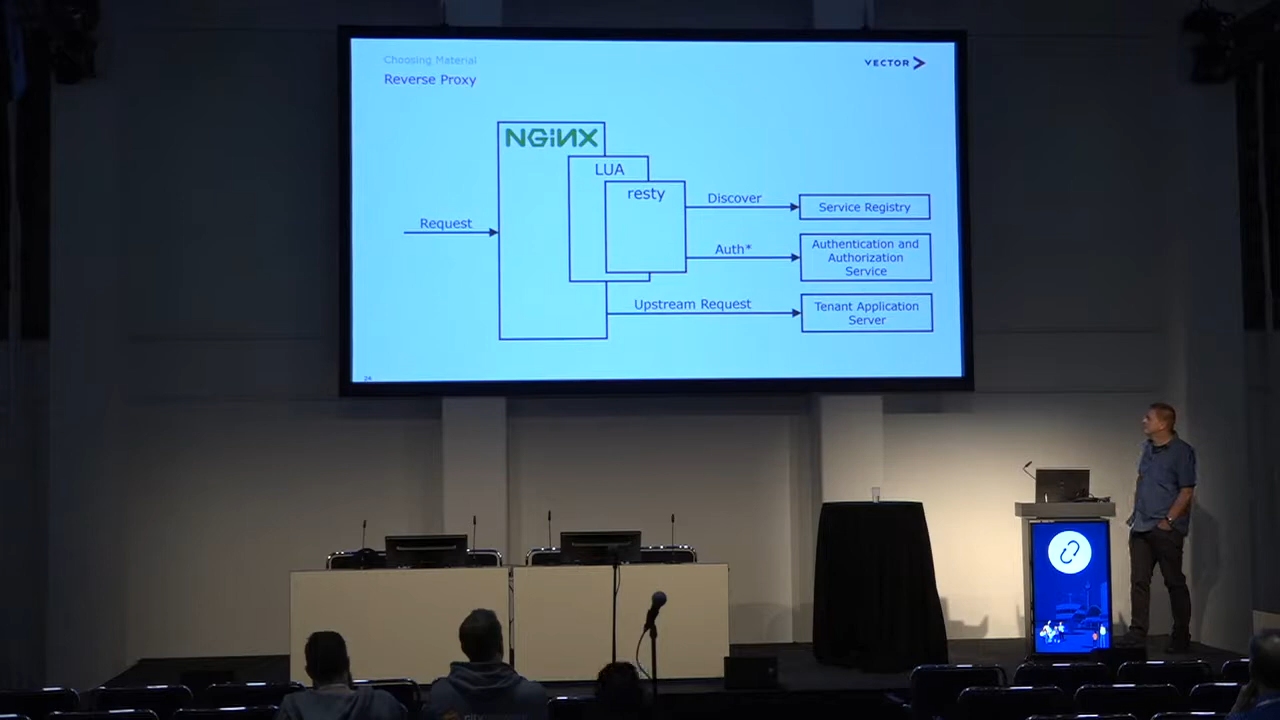 Choosing Material
Reverse Proxy
VECTOR
NGiNX
LUA
resty
Request
Discover
Service Registry
Auth*
Authentication and
Authorization
Service
Upstream Request
Tenant Application
Server
24